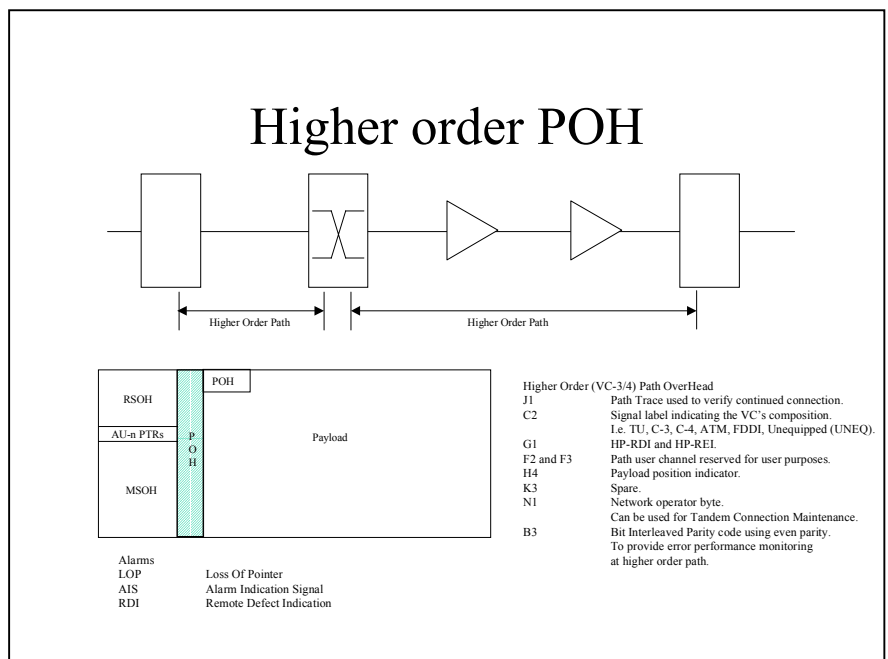 Higher order POH
Higher Order Path
Higher Order Path
RSOH
AU-n PTRs
MSOH
P
O
H
POH
Payload
Higher Order (VC-3/4) Path OverHead
J1 Path Trace used to verify continued connection.
C2 Signal label indicating the VC's composition.
I.e. TU, C-3, C-4, ATM, FDDI, Unequipped (UNEQ).
G1 HP-RDI and HP-REI.
F2 and F3 Path user channel reserved for user purposes.
H4 Payload position indicator.
K3 Spare.
N1 Network operator byte.
Can be used for Tandem Connection Maintenance.
B3 Bit Interleaved Parity code using even parity.
To provide error performance monitoring
at higher order path.
Alarms
LOP Loss Of Pointer
AIS Alarm Indication Signal
RDI Remote Defect Indication